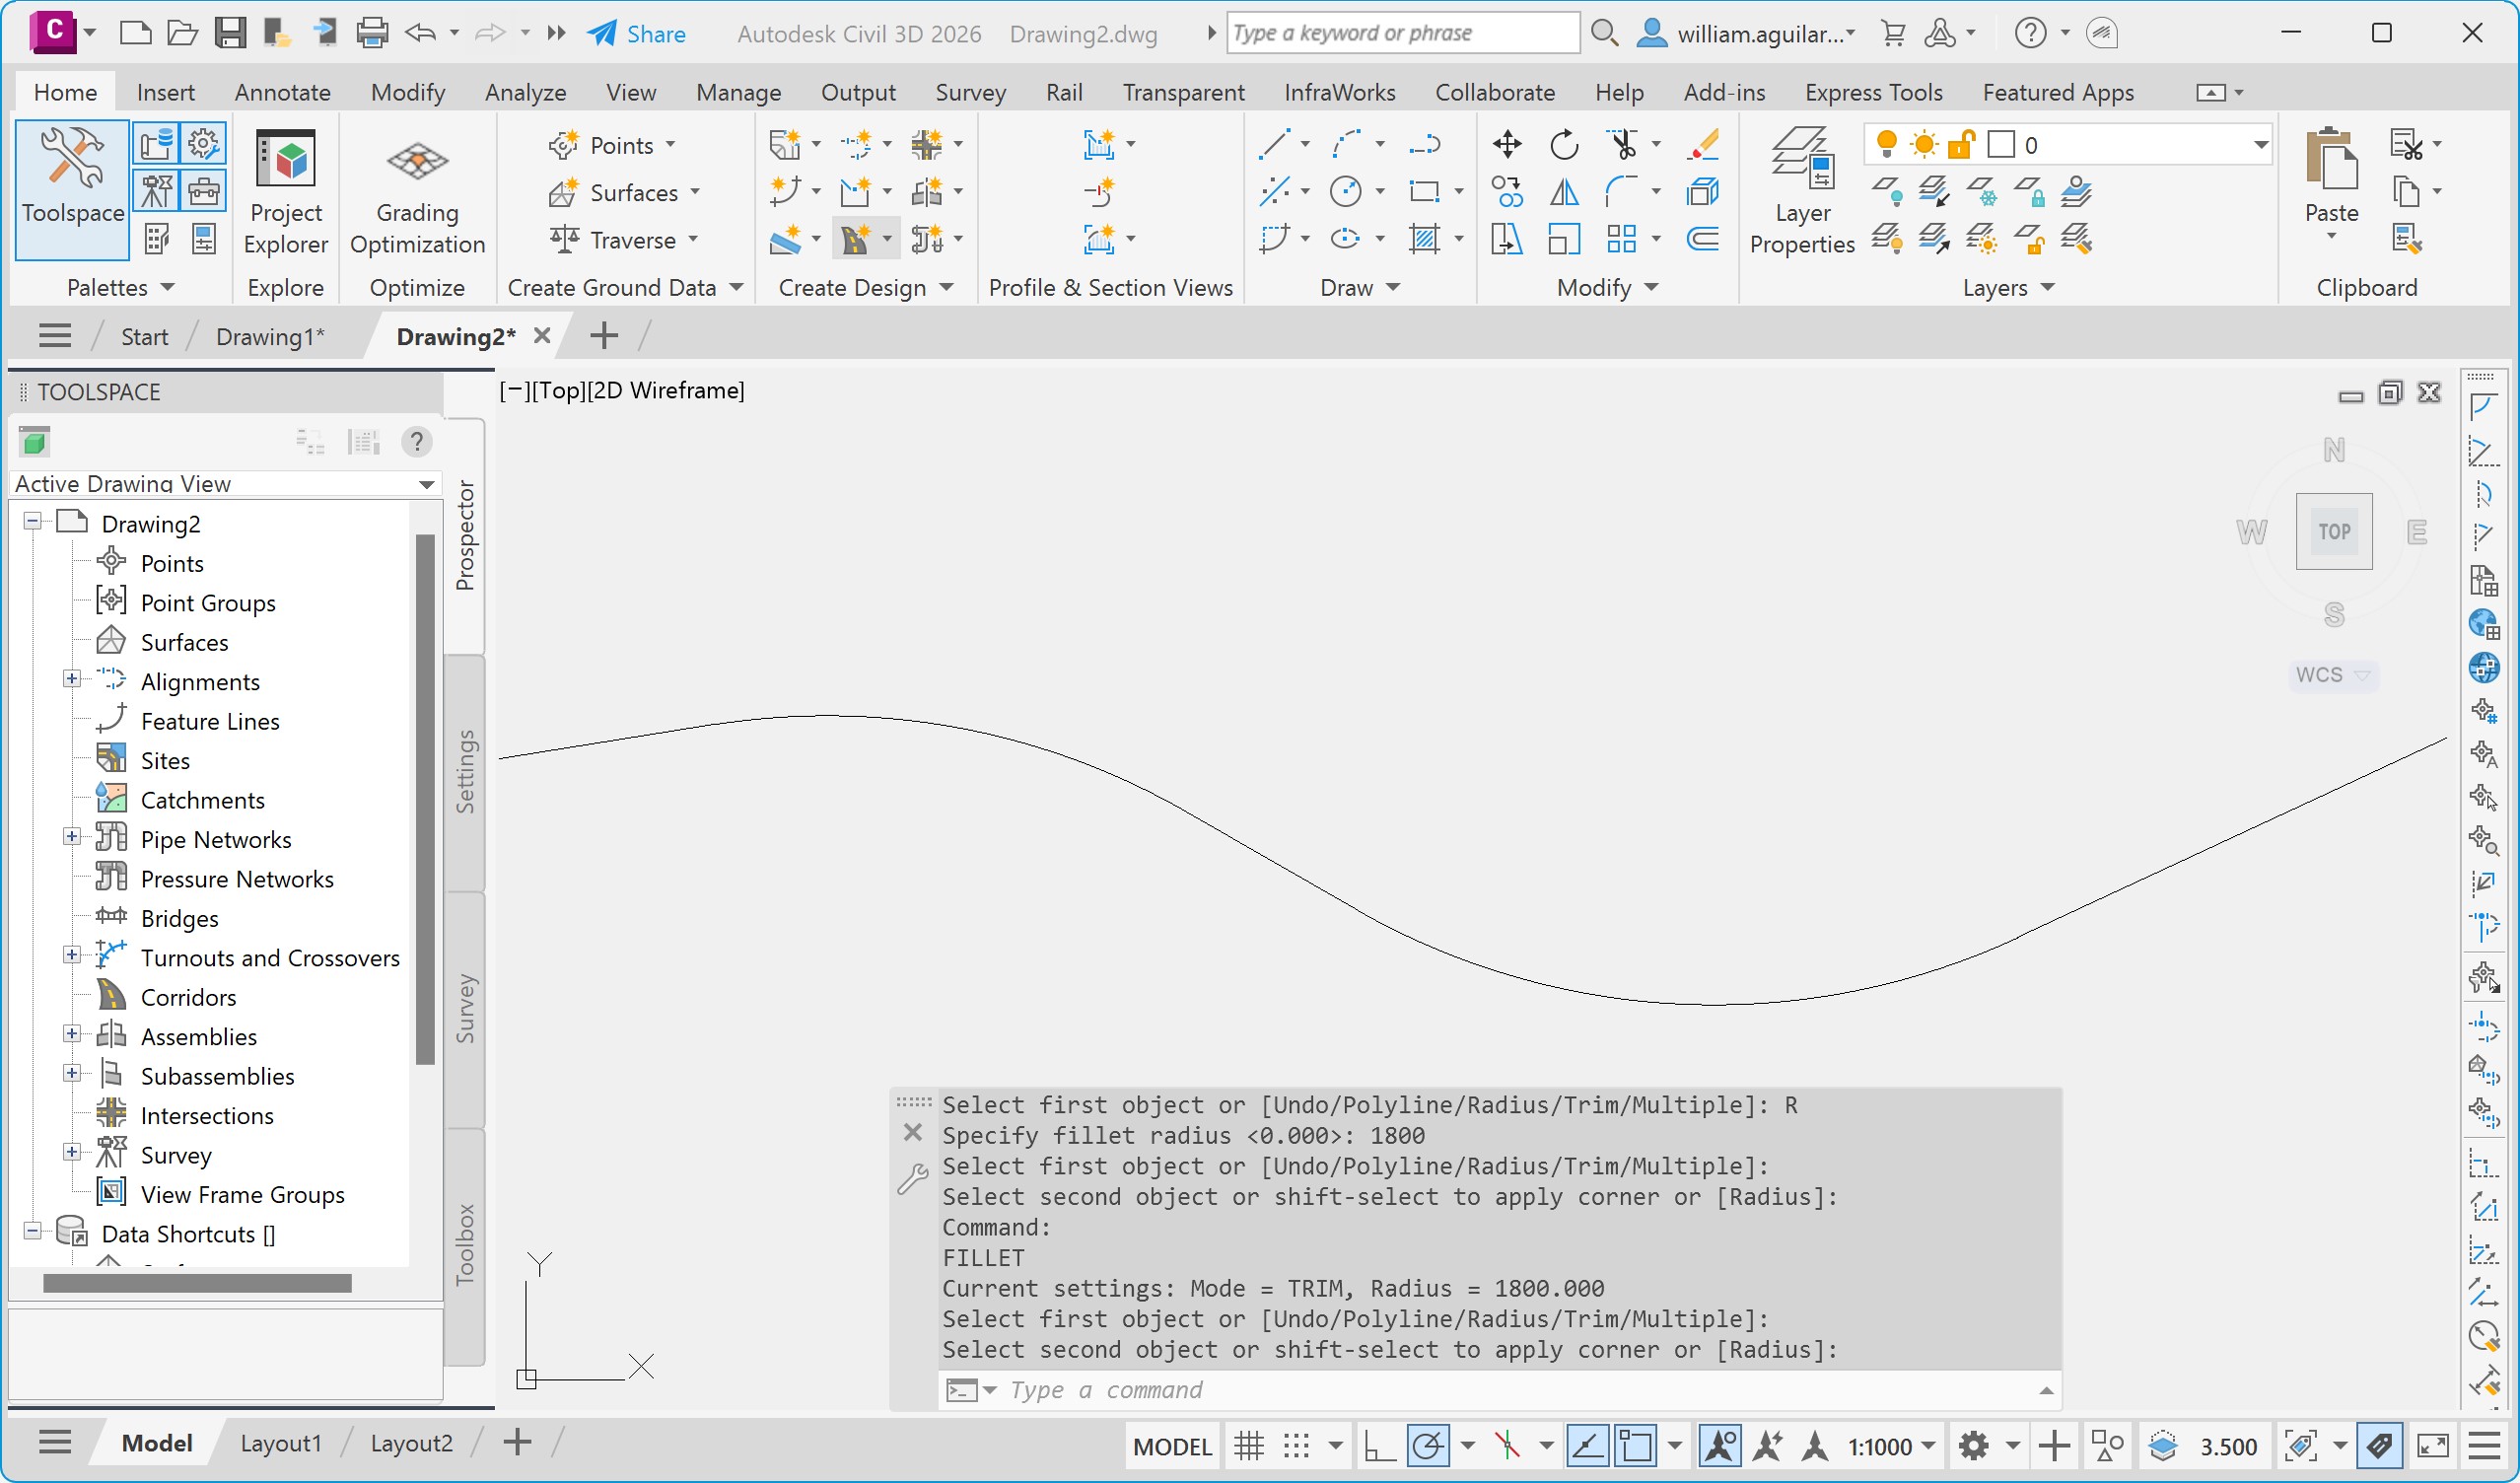 C
Share
Autodesk Civil 3D 2026
Drawing2.dwg
Type a keyword or phrase
william.aguilar...
Home Insert Annotate Modify Analyze View Manage Output Survey Rail Transparent InfraWorks Collaborate Help Add-ins Express Tools Featured Apps
Toolspace
Palettes
Project Explorer
Explore
Grading Optimization
Optimize
Points
Surfaces
Traverse
Create Ground Data
Create Design
Profile & Section Views
Draw
Modify
Layer Properties
0
Layers
Paste
Clipboard
Start
Drawing1*
Drawing2*
TOOLSPACE
Active Drawing View
Drawing2
Points
Point Groups
Surfaces
Alignments
Feature Lines
Sites
Catchments
Pipe Networks
Pressure Networks
Bridges
Turnouts and Crossovers
Corridors
Assemblies
Subassemblies
Intersections
Survey
View Frame Groups
Data Shortcuts []
Prospector
Settings
Survey
Toolbox
[−][Top][2D Wireframe]
N
W
TOP
E
S
WCS
Y
X
Select first object or [Undo/Polyline/Radius/Trim/Multiple]: R
Specify fillet radius <0.000>: 1800
Select first object or [Undo/Polyline/Radius/Trim/Multiple]:
Select second object or shift-select to apply corner or [Radius]:
Command:
FILLET
Current settings: Mode = TRIM, Radius = 1800.000
Select first object or [Undo/Polyline/Radius/Trim/Multiple]:
Select second object or shift-select to apply corner or [Radius]:
Type a command
Model
Layout1
Layout2
MODEL
1:1000
3.500